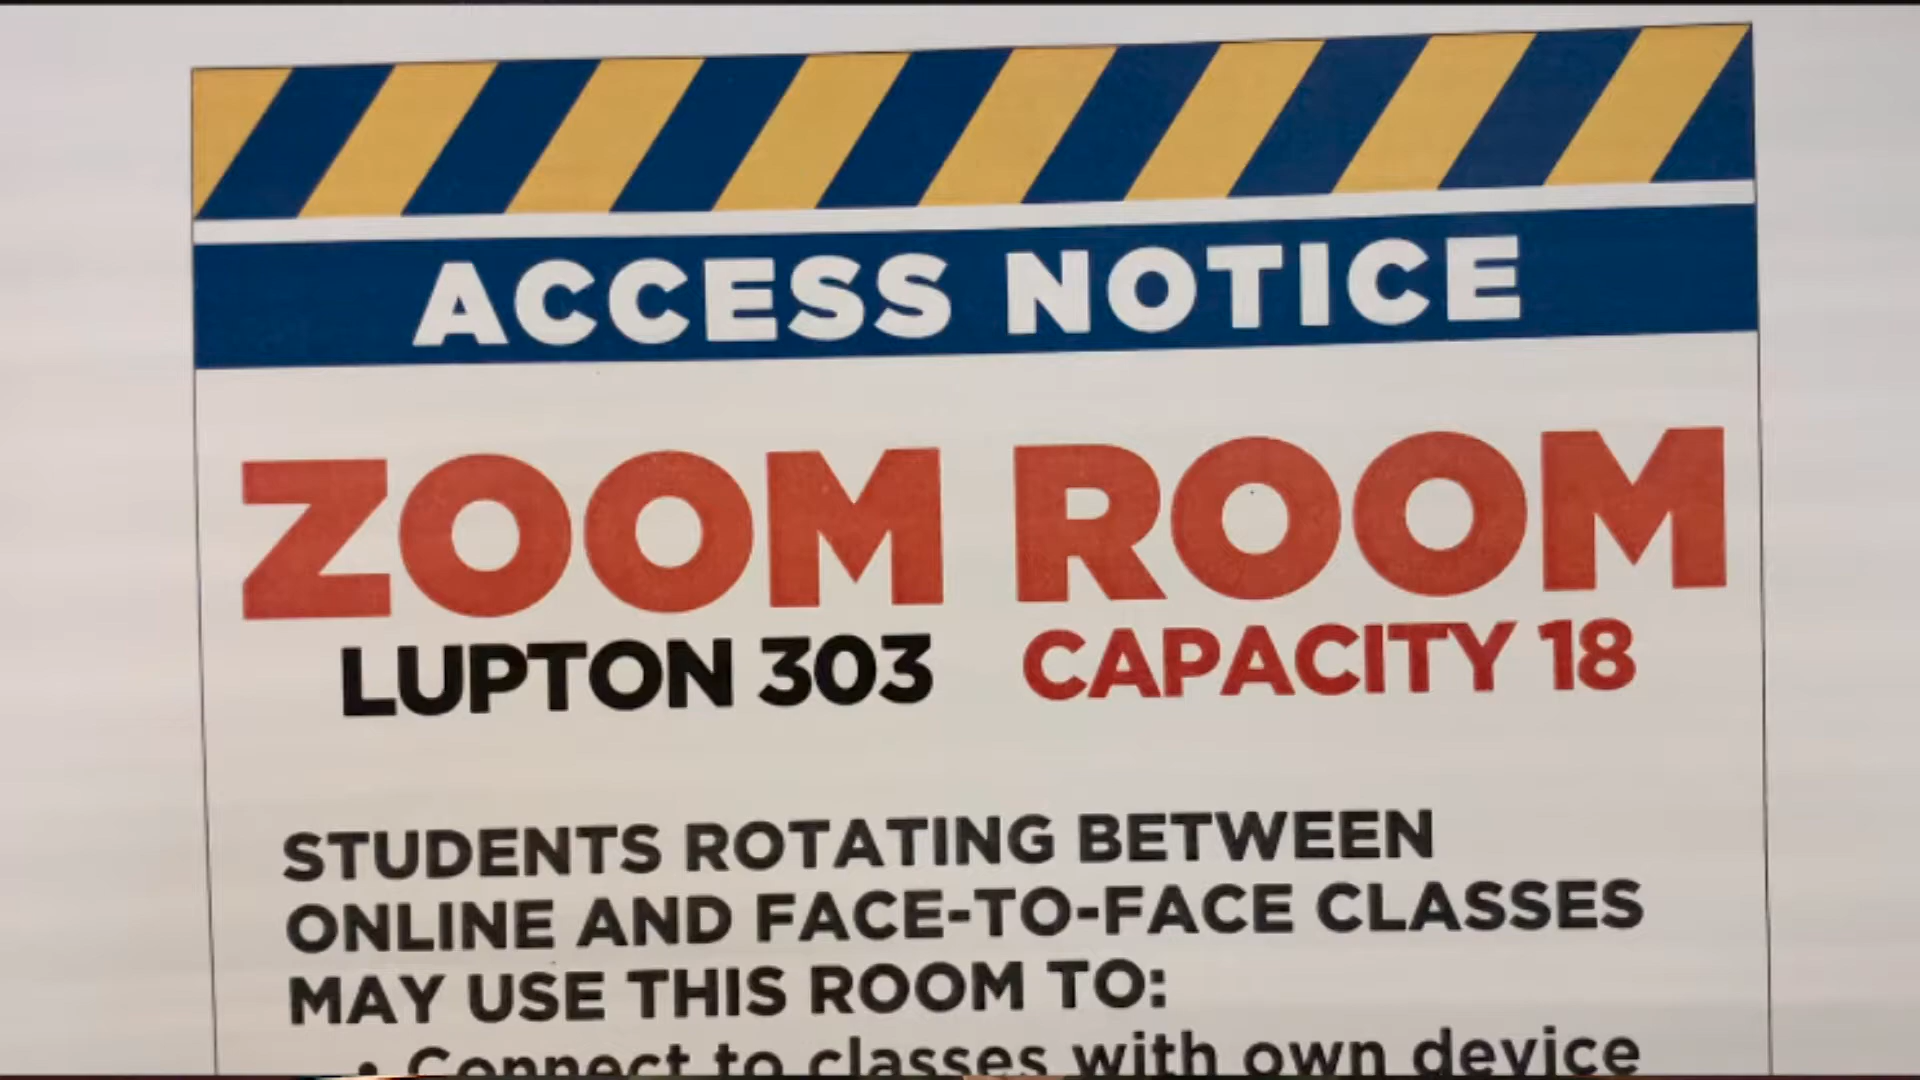 ACCESS NOTICE
ZOOM ROOM
LUPTON 303 CAPACITY 18
STUDENTS ROTATING BETWEEN
ONLINE AND FACE-TO-FACE CLASSES
MAY USE THIS ROOM TO:
• Connect to classes with own device